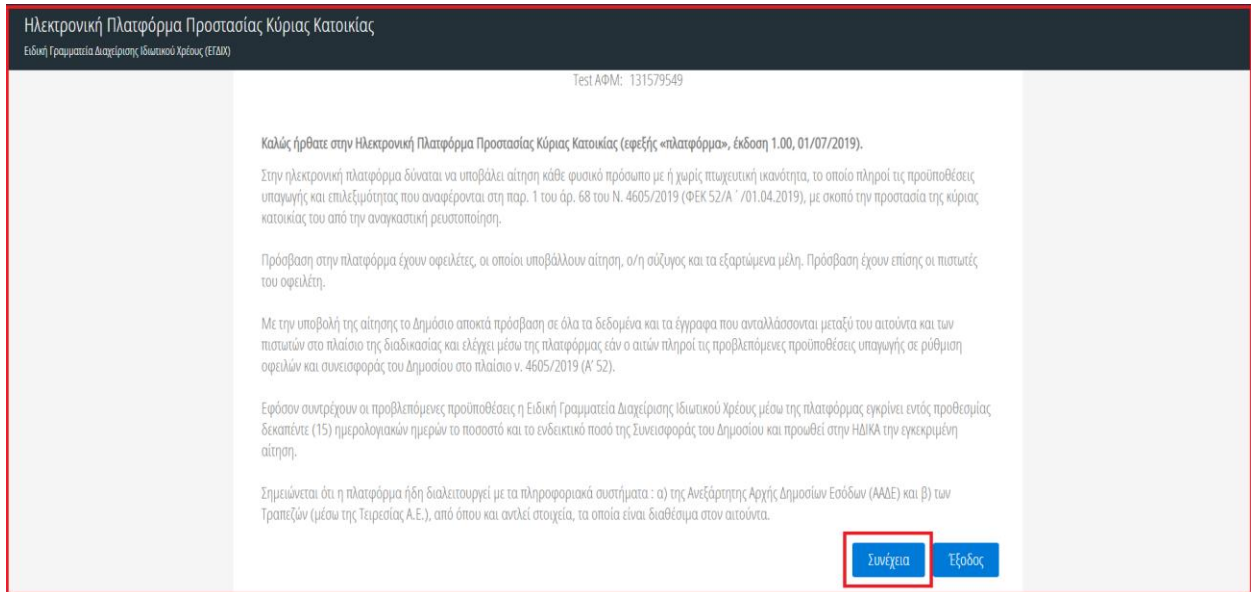 Ηλεκτρονική Πλατφόρμα Προστασίας Κύριας Κατοικίας
Ειδική Γραμματεία Διαχείρισης Ιδιωτικού Χρέους (ΕΓΔΙΧ)
Test ΑΦΜ: 131579549
Καλώς ήρθατε στην Ηλεκτρονική Πλατφόρμα Προστασίας Κύριας Κατοικίας (εφεξής «πλατφόρμα», έκδοση 1.00, 01/07/2019).
Στην ηλεκτρονική πλατφόρμα δύναται να υποβάλει αίτηση κάθε φυσικό πρόσωπο με ή χωρίς πτωχευτική ικανότητα, το οποίο πληροί τις προϋποθέσεις
υπαγωγής και επιλεξιμότητας που αναφέρονται στη παρ. 1 του άρ. 68 του Ν. 4605/2019 (ΦΕΚ 52/Α ΄ /01.04.2019), με σκοπό την προστασία της κύριας
κατοικίας του από την αναγκαστική ρευστοποίηση.
Πρόσβαση στην πλατφόρμα έχουν οφειλέτες, οι οποίοι υποβάλλουν αίτηση, ο/η σύζυγος και τα εξαρτώμενα μέλη. Πρόσβαση έχουν επίσης οι πιστωτές
του οφειλέτη.
Με την υποβολή της αίτησης το Δημόσιο αποκτά πρόσβαση σε όλα τα δεδομένα και τα έγγραφα που ανταλλάσσονται μεταξύ του αιτούντα και των
πιστωτών στο πλαίσιο της διαδικασίας και ελέγχει μέσω της πλατφόρμας εάν ο αιτών πληροί τις προβλεπόμενες προϋποθέσεις υπαγωγής σε ρύθμιση
οφειλών και συνεισφοράς του Δημοσίου στο πλαίσιο ν. 4605/2019 (Α’ 52).
Εφόσον συντρέχουν οι προβλεπόμενες προϋποθέσεις η Ειδική Γραμματεία Διαχείρισης Ιδιωτικού Χρέους μέσω της πλατφόρμας εγκρίνει εντός προθεσμίας
δεκαπέντε (15) ημερολογιακών ημερών το ποσοστό και το ενδεικτικό ποσό της Συνεισφοράς του Δημοσίου και προωθεί στην ΗΔΙΚΑ την εγκεκριμένη
αίτηση.
Σημειώνεται ότι η πλατφόρμα ήδη διαλειτουργεί με τα πληροφοριακά συστήματα : α) της Ανεξάρτητης Αρχής Δημοσίων Εσόδων (ΑΑΔΕ) και β) των
Τραπεζών (μέσω της Τειρεσίας Α.Ε.), από όπου και αντλεί στοιχεία, τα οποία είναι διαθέσιμα στον αιτούντα.
Συνέχεια Έξοδος